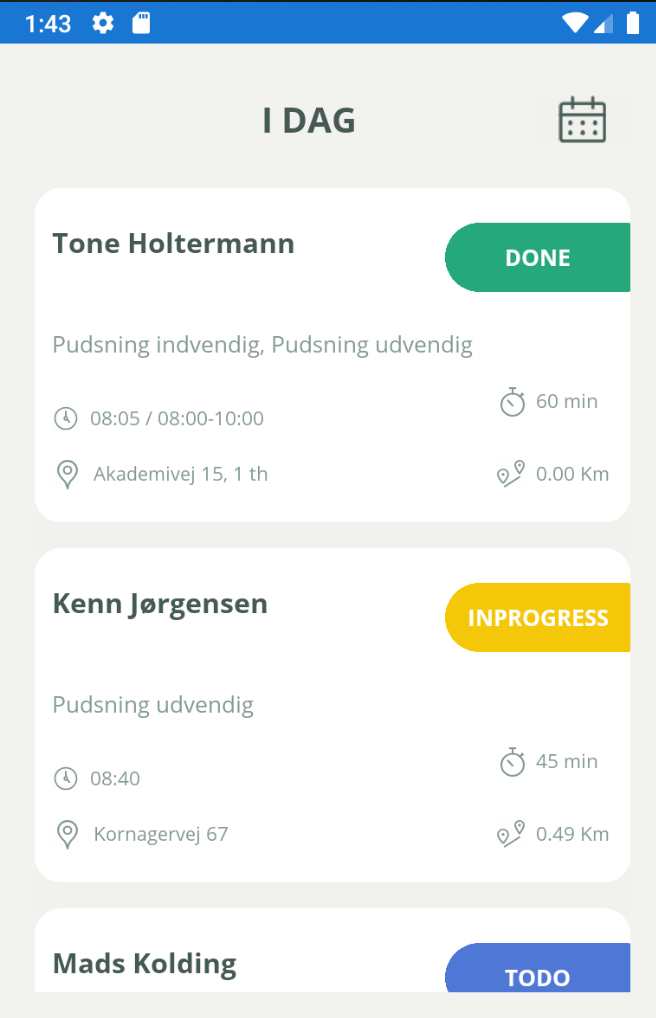 1:43
I DAG
Tone Holtermann
DONE
Pudsning indvendig, Pudsning udvendig
08:05 / 08:00-10:00
60 min
Akademivej 15, 1 th
0.00 Km
Kenn Jørgensen
INPROGRESS
Pudsning udvendig
08:40
45 min
Kornagervej 67
0.49 Km
Mads Kolding
TODO